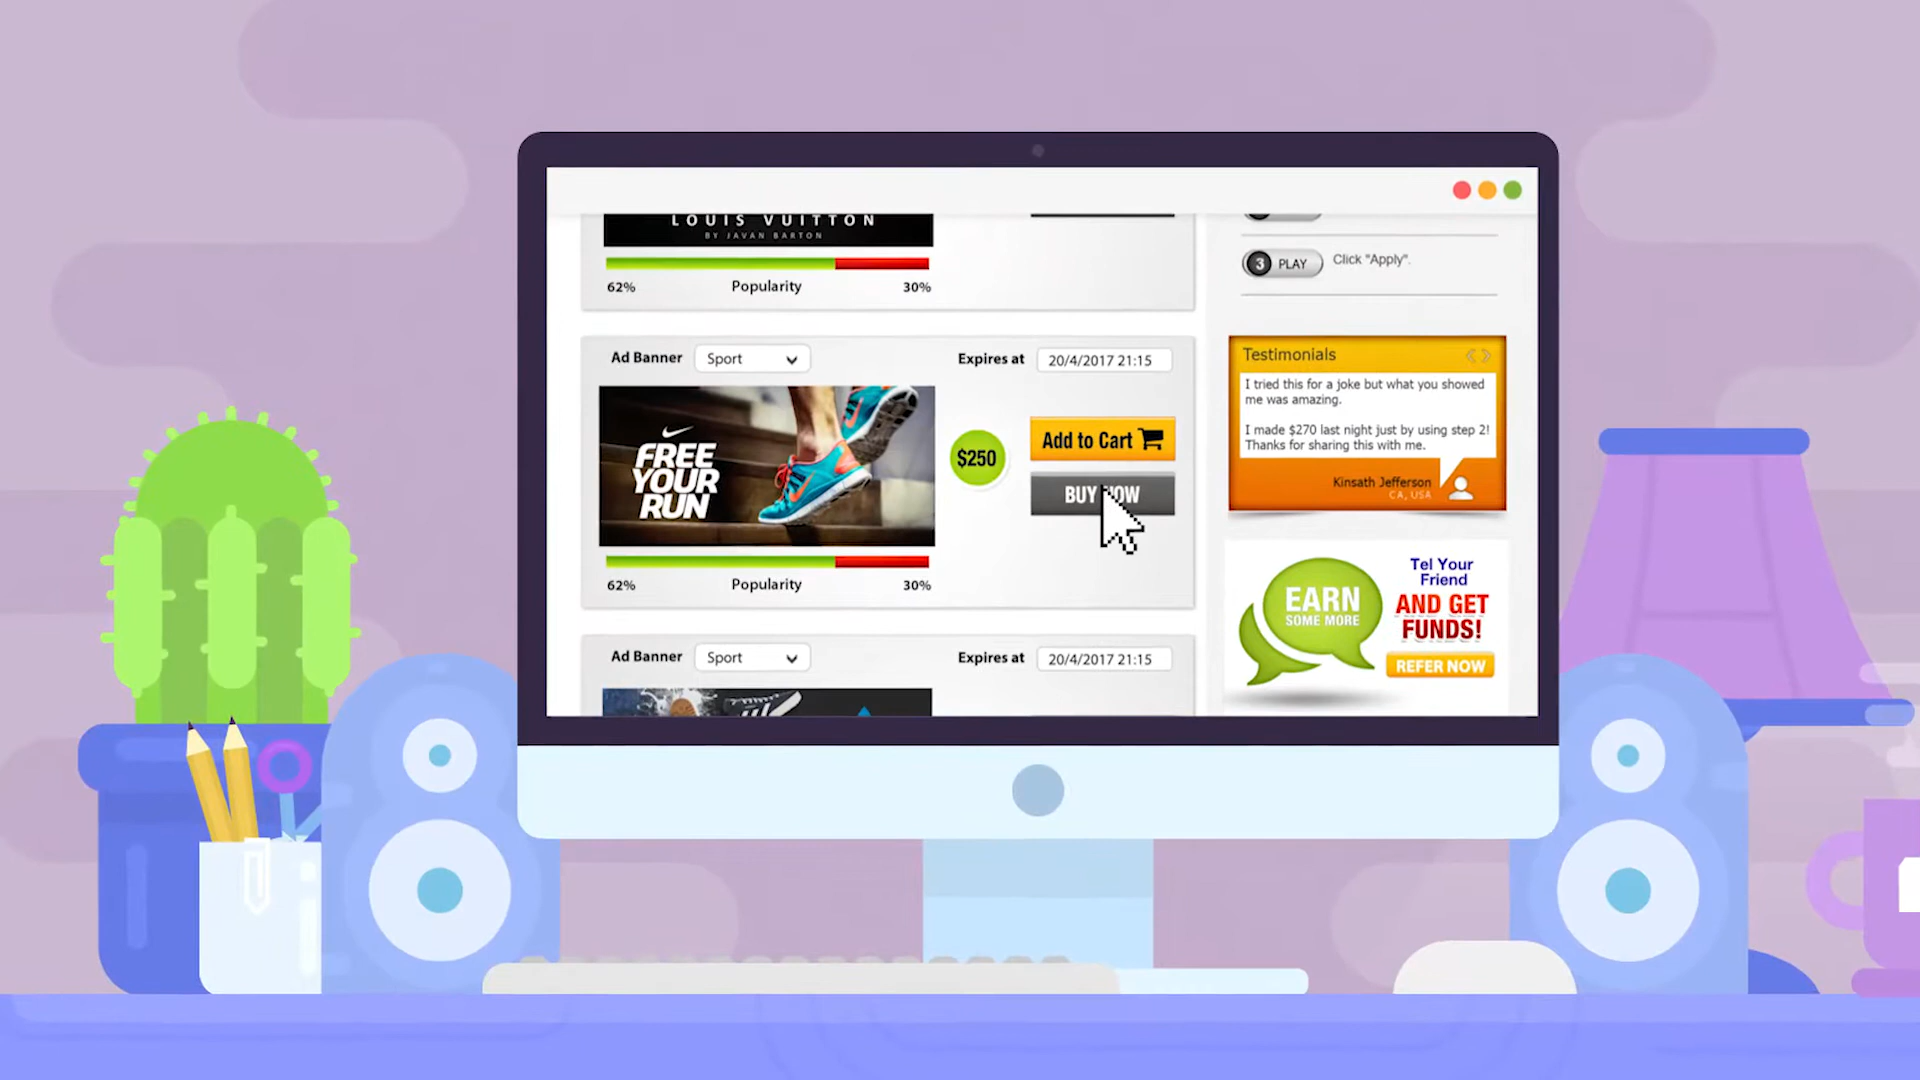 LOUIS VUITTON
BY JAVAN BARTON
62% Popularity 30%
Ad Banner Sport Expires at 20/4/2017 21:15
FREE
YOUR
RUN
$250
Add to Cart
BUY NOW
62% Popularity 30%
Ad Banner Sport Expires at 20/4/2017 21:15
3 PLAY Click "Apply".
Testimonials
I tried this for a joke but what you showed
me was amazing.
I made $270 last night just by using step 2!
Thanks for sharing this with me.
Kinsath Jefferson
CA, USA
EARN
SOME MORE
Tel Your
Friend
AND GET
FUNDS!
REFER NOW